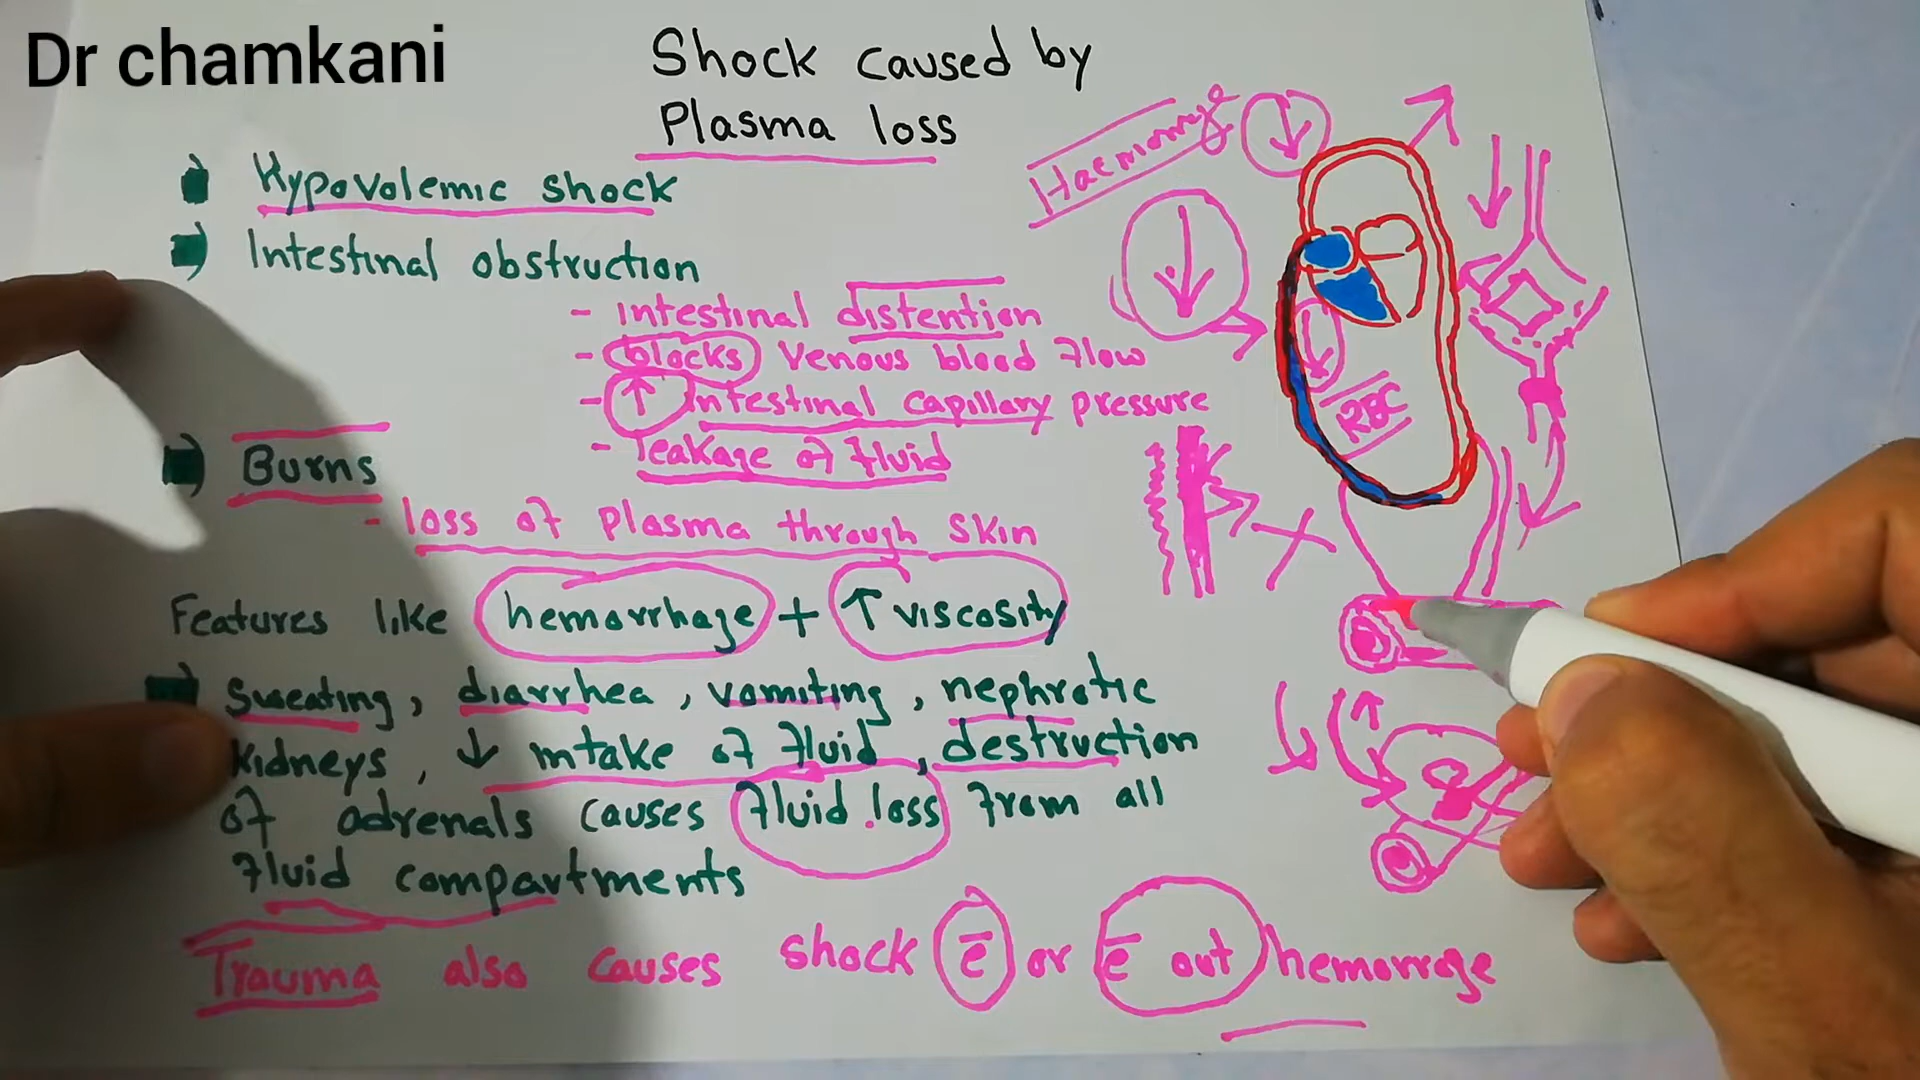 Dr chamkani
Shock caused by
Plasma loss
Haemorrage ↓
Hypovolemic shock
Intestinal obstruction
- Intestinal distention
- blocks venous blood flow
- ↑ Intestinal capillary pressure
- leakage of fluid
RBC
Burns
- loss of plasma through skin
Features like hemorrhage + ↑ viscosity
Sweating, diarrhea, vomiting, nephrotic
kidneys, ↓ intake of fluid, destruction
of adrenals causes fluid loss from all
fluid compartments
Trauma also causes shock c̄ or c̄ out hemorrage